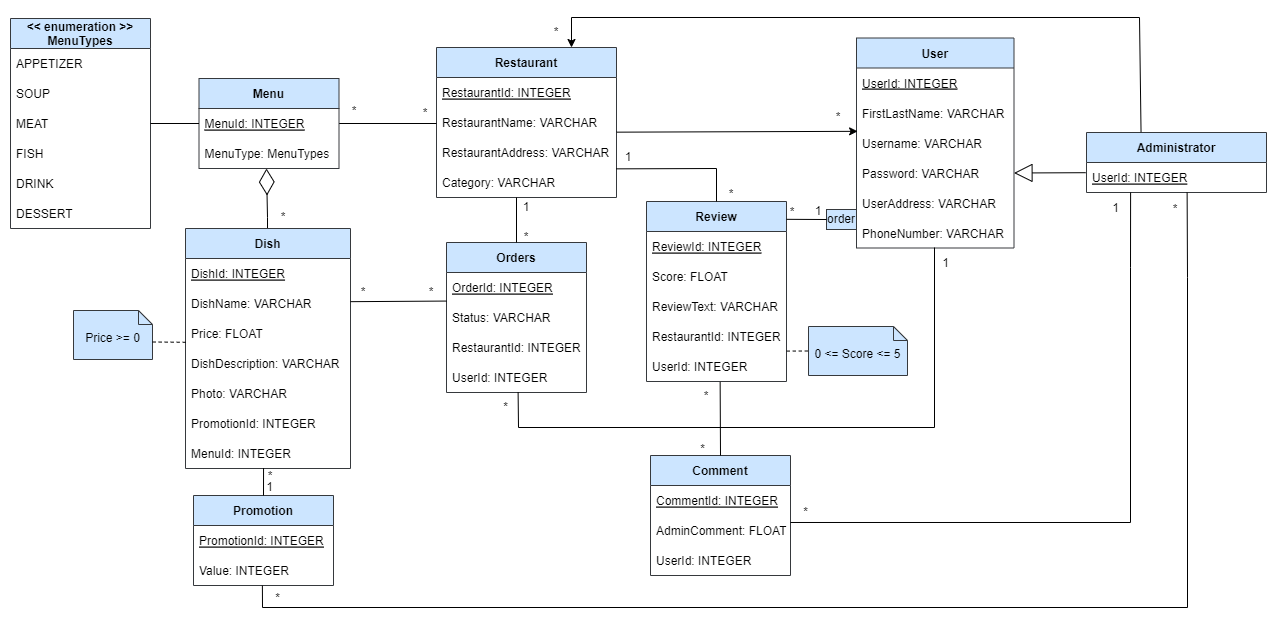 << enumeration >>
MenuTypes
APPETIZER
SOUP
MEAT
FISH
DRINK
DESSERT
Menu
MenuId: INTEGER
MenuType: MenuTypes
*
*
*
Restaurant
RestaurantId: INTEGER
RestaurantName: VARCHAR
RestaurantAddress: VARCHAR
Category: VARCHAR
*
*
1
*
1
*
User
UserId: INTEGER
FirstLastName: VARCHAR
Username: VARCHAR
Password: VARCHAR
UserAddress: VARCHAR
PhoneNumber: VARCHAR
1
Administrator
UserId: INTEGER
1
*
Review
ReviewId: INTEGER
Score: FLOAT
ReviewText: VARCHAR
RestaurantId: INTEGER
UserId: INTEGER
*
1
order
0 <= Score <= 5
*
*
Dish
DishId: INTEGER
DishName: VARCHAR
Price: FLOAT
DishDescription: VARCHAR
Photo: VARCHAR
PromotionId: INTEGER
MenuId: INTEGER
Price >= 0
*
*
Orders
OrderId: INTEGER
Status: VARCHAR
RestaurantId: INTEGER
UserId: INTEGER
*
*
1
Promotion
PromotionId: INTEGER
Value: INTEGER
*
Comment
CommentId: INTEGER
AdminComment: FLOAT
UserId: INTEGER
*